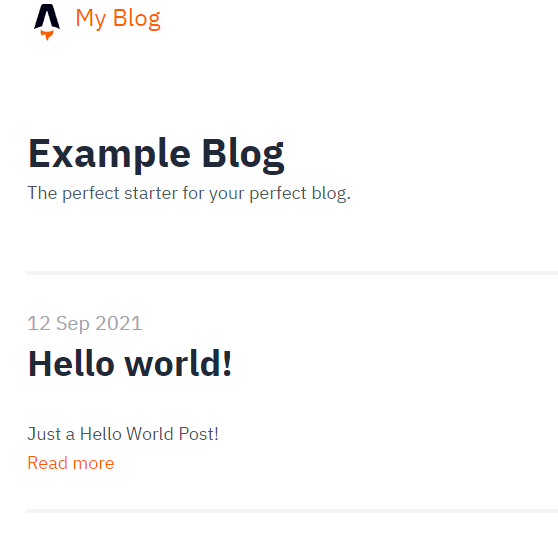 My Blog
Example Blog
The perfect starter for your perfect blog.
12 Sep 2021
Hello world!
Just a Hello World Post!
Read more